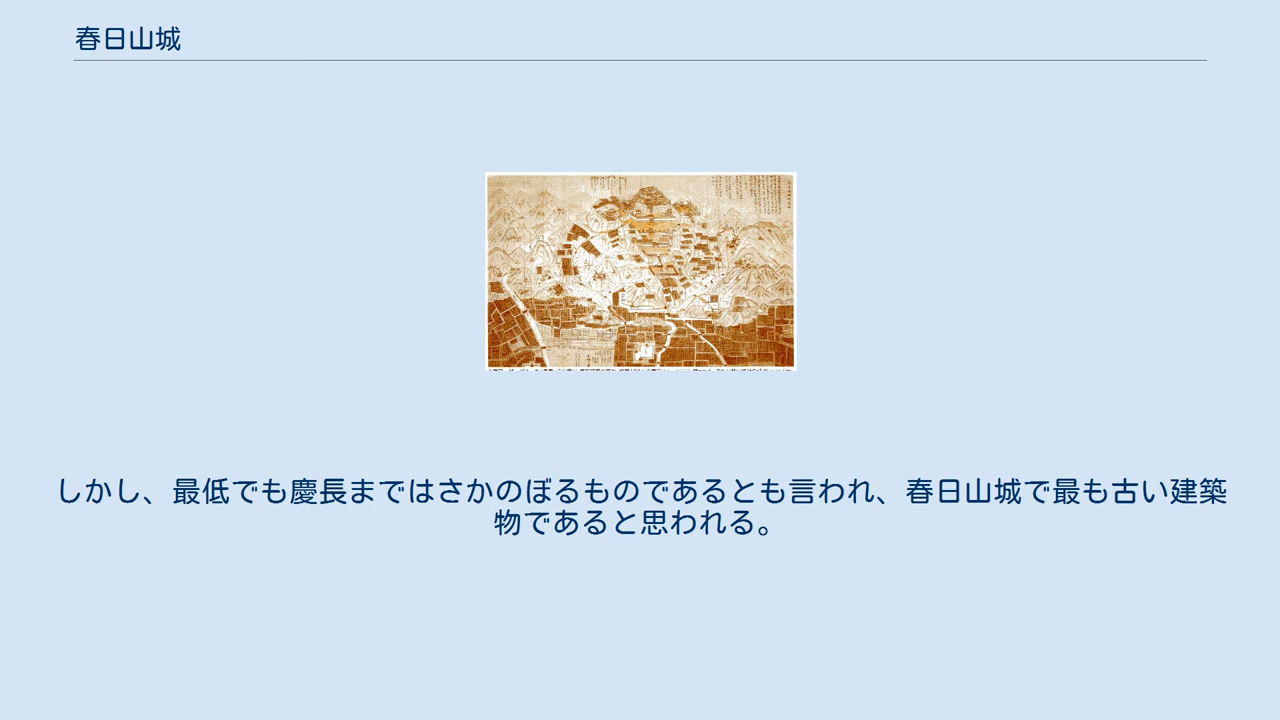 春日山城
しかし、最低でも慶長まではさかのぼるものであるとも言われ、春日山城で最も古い建築
物であると思われる。